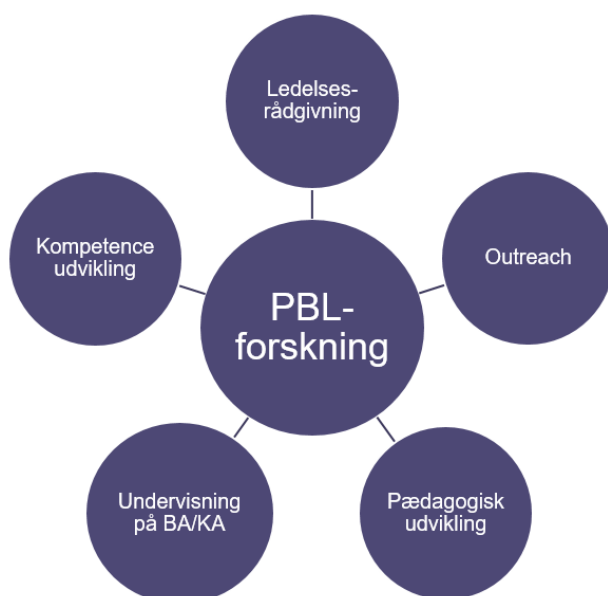 Ledelses-
rådgivning
Kompetence
udvikling
Outreach
PBL-
forskning
Undervisning
på BA/KA
Pædagogisk
udvikling